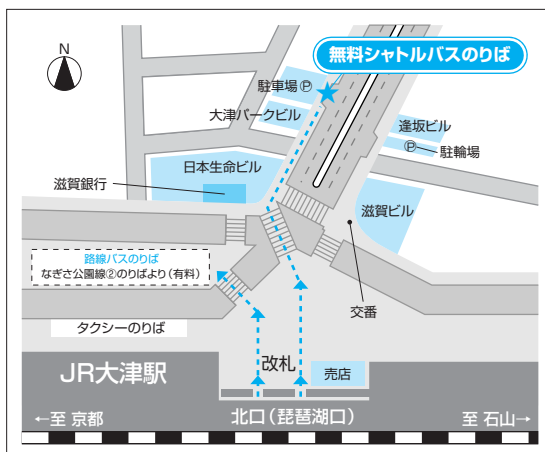 N
無料シャトルバスのりば
駐車場Ⓟ
大津パークビル
逢坂ビル
Ⓟ
駐輪場
日本生命ビル
滋賀銀行
滋賀ビル
路線バスのりば
なぎさ公園線②のりばより(有料)
交番
タクシーのりば
改札
JR大津駅
売店
←至 京都
北口(琵琶湖口)
至 石山→